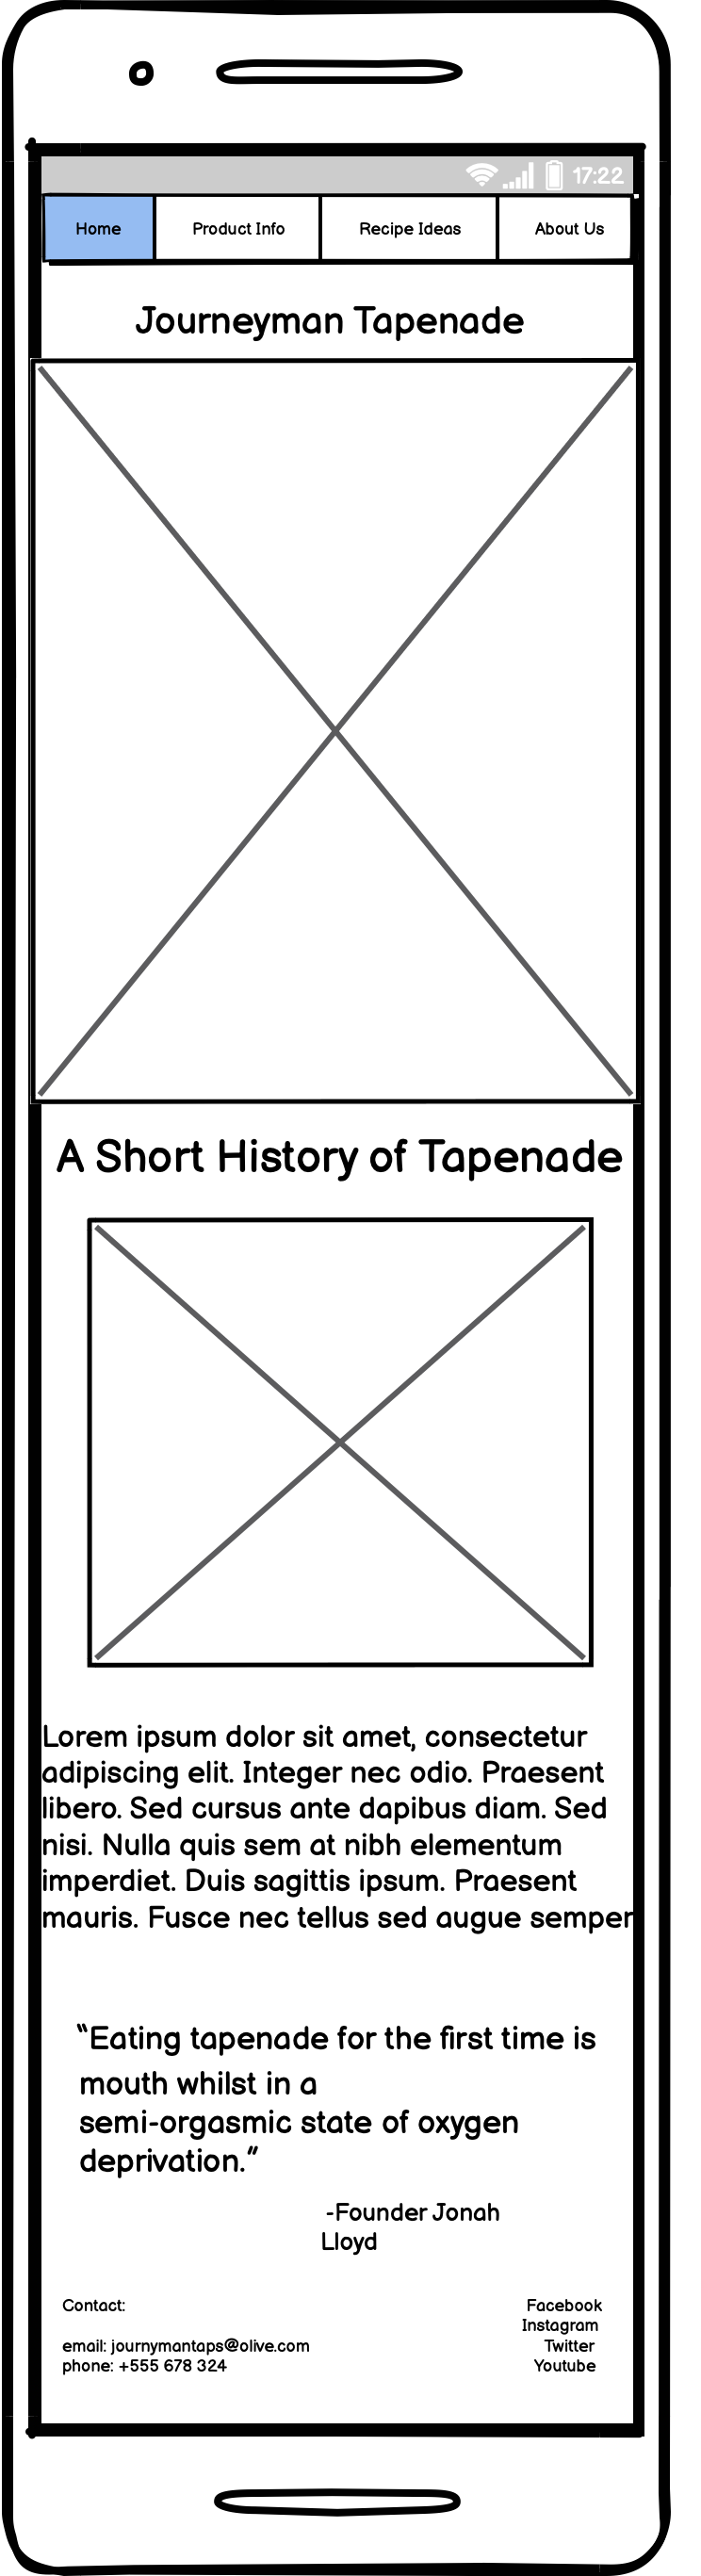 17:22
Home Product Info Recipe Ideas About Us
Journeyman Tapenade
A Short History of Tapenade
Lorem ipsum dolor sit amet, consectetur
adipiscing elit. Integer nec odio. Praesent
libero. Sed cursus ante dapibus diam. Sed
nisi. Nulla quis sem at nibh elementum
imperdiet. Duis sagittis ipsum. Praesent
mauris. Fusce nec tellus sed augue semper
“Eating tapenade for the first time is
mouth whilst in a
semi-orgasmic state of oxygen
deprivation.”
-Founder Jonah
Lloyd
Contact:
email: journymantaps@olive.com
phone: +555 678 324
Facebook
Instagram
Twitter
Youtube